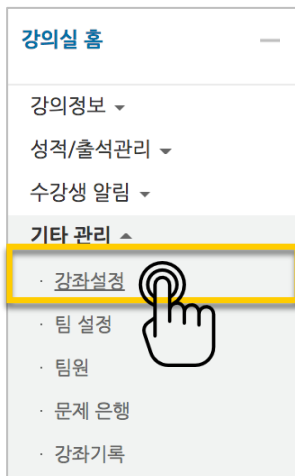 강의실 홈
강의정보
성적/출석관리
수강생 알림
기타 관리
· 강좌설정
· 팀 설정
· 팀원
· 문제 은행
· 강좌기록